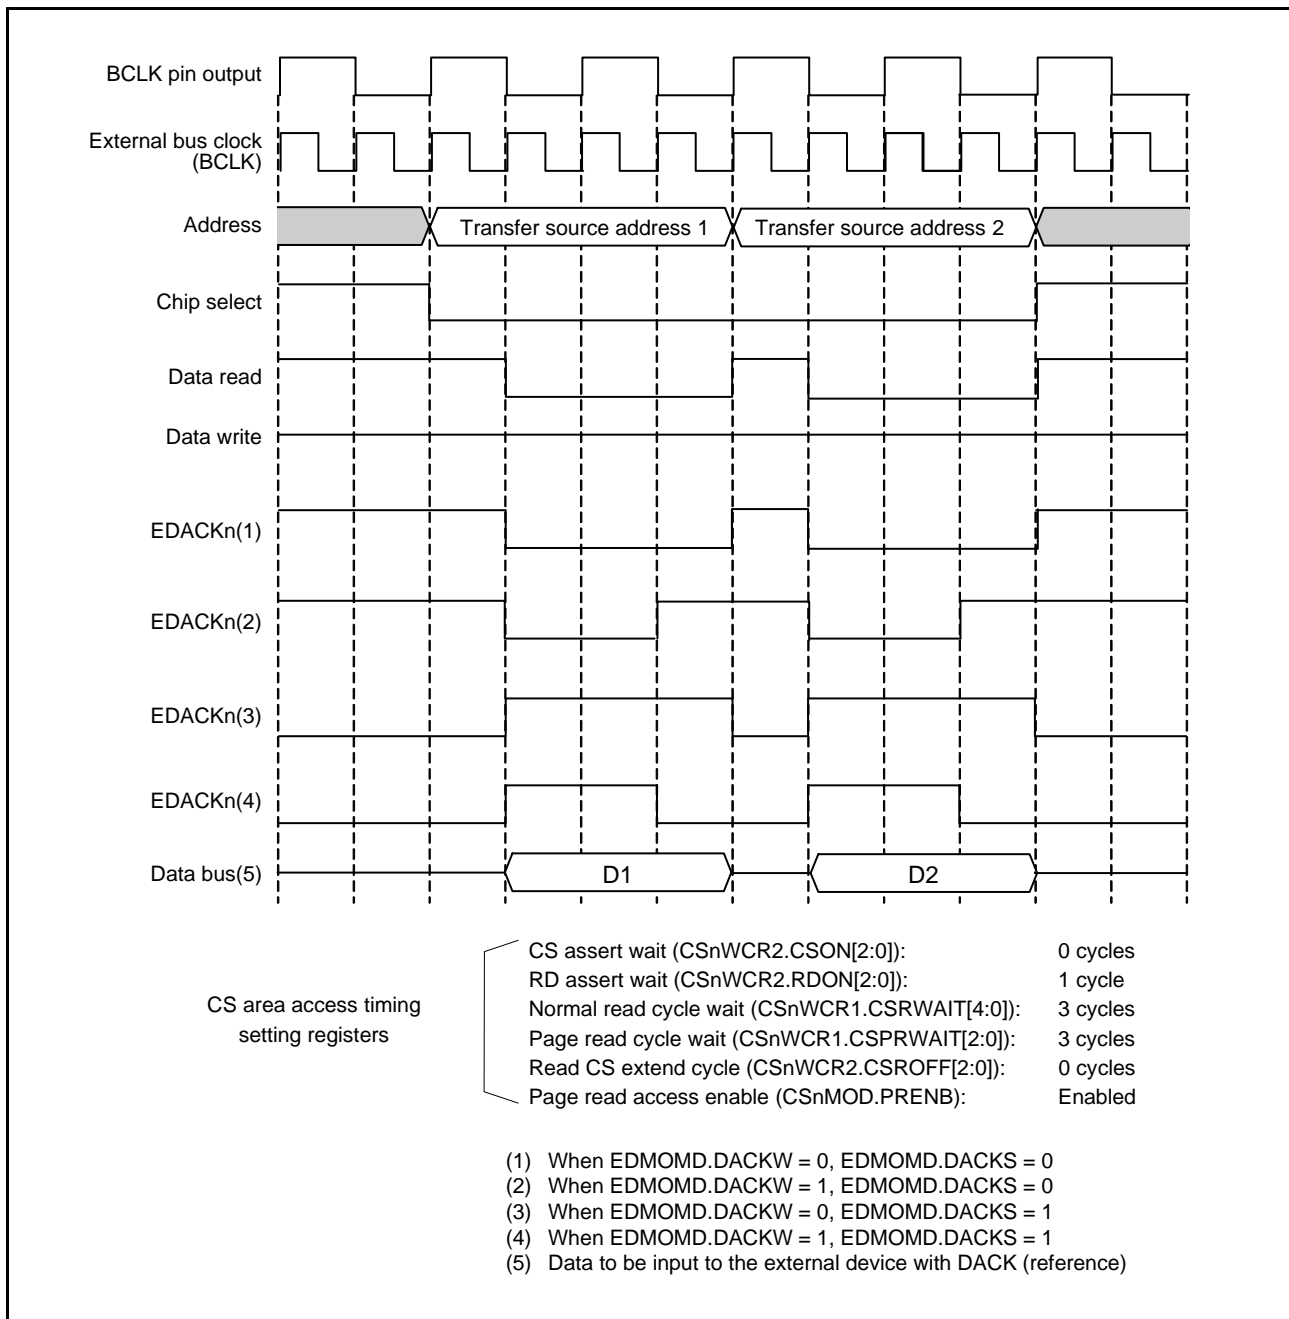 BCLK pin output
External bus clock
(BCLK)
Address
Transfer source address 1
Transfer source address 2
Chip select
Data read
Data write
EDACKn(1)
EDACKn(2)
EDACKn(3)
EDACKn(4)
Data bus(5)
D1
D2
CS area access timing
setting registers
CS assert wait (CSnWCR2.CSON[2:0]): 0 cycles
RD assert wait (CSnWCR2.RDON[2:0]): 1 cycle
Normal read cycle wait (CSnWCR1.CSRWAIT[4:0]): 3 cycles
Page read cycle wait (CSnWCR1.CSPRWAIT[2:0]): 3 cycles
Read CS extend cycle (CSnWCR2.CSROFF[2:0]): 0 cycles
Page read access enable (CSnMOD.PRENB): Enabled
(1) When EDMOMD.DACKW = 0, EDMOMD.DACKS = 0
(2) When EDMOMD.DACKW = 1, EDMOMD.DACKS = 0
(3) When EDMOMD.DACKW = 0, EDMOMD.DACKS = 1
(4) When EDMOMD.DACKW = 1, EDMOMD.DACKS = 1
(5) Data to be input to the external device with DACK (reference)